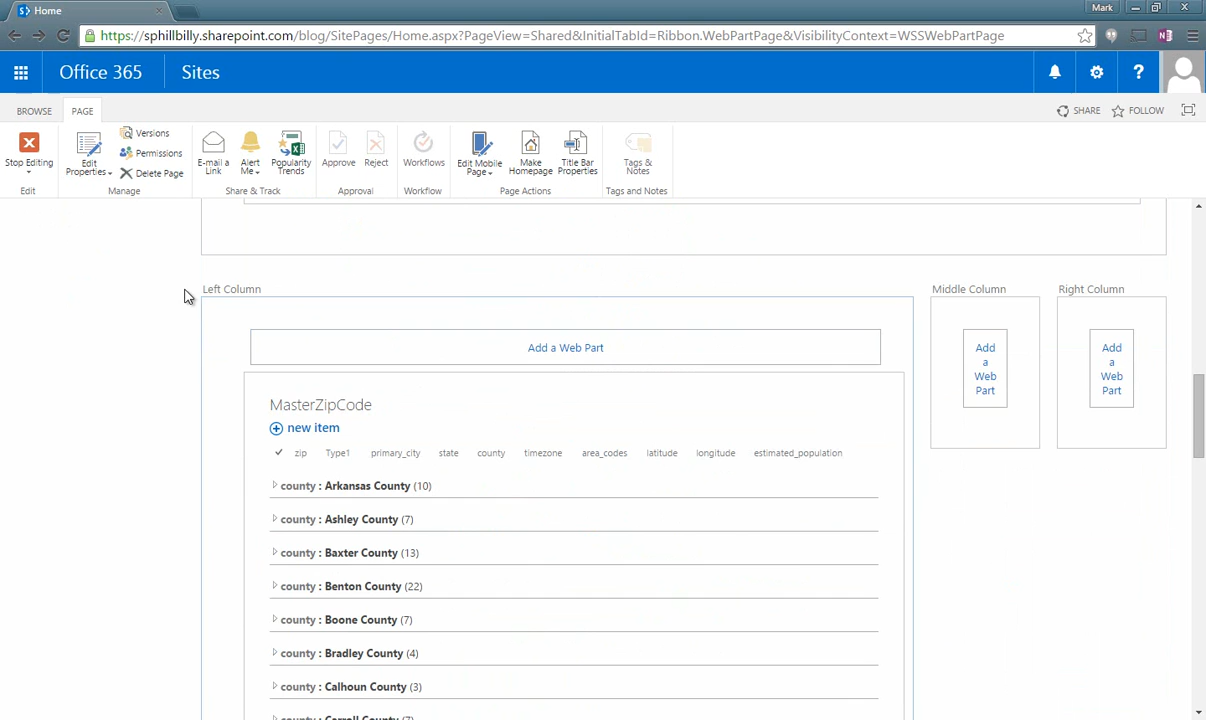 Home
Mark
https://sphillbilly.sharepoint.com/blog/SitePages/Home.aspx?PageView=Shared&InitialTabId=Ribbon.WebPartPage&VisibilityContext=WSSWebPartPage
Office 365 Sites
BROWSE PAGE SHARE FOLLOW
Stop Editing
Edit Properties
Versions
Permissions
Delete Page
E-mail a Link
Alert Me
Popularity Trends
Approve
Reject
Workflows
Edit Mobile Page
Make Homepage
Title Bar Properties
Tags & Notes
Edit Manage Share & Track Approval Workflow Page Actions Tags and Notes
Left Column Middle Column Right Column
Add a Web Part
Add
a
Web
Part
Add
a
Web
Part
MasterZipCode
new item
zip Type1 primary_city state county timezone area_codes latitude longitude estimated_population
county : Arkansas County (10)
county : Ashley County (7)
county : Baxter County (13)
county : Benton County (22)
county : Boone County (7)
county : Bradley County (4)
county : Calhoun County (3)
county : Carroll County (7)